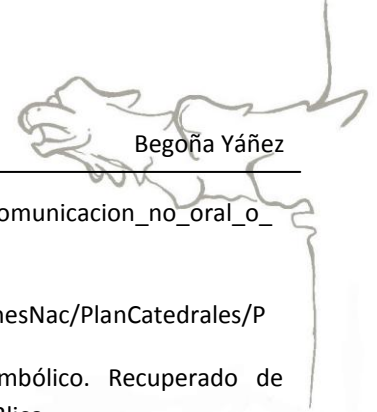 Begoña Yáñez
omunicacion_no_oral_o_
nesNac/PlanCatedrales/P
mbólico. Recuperado de